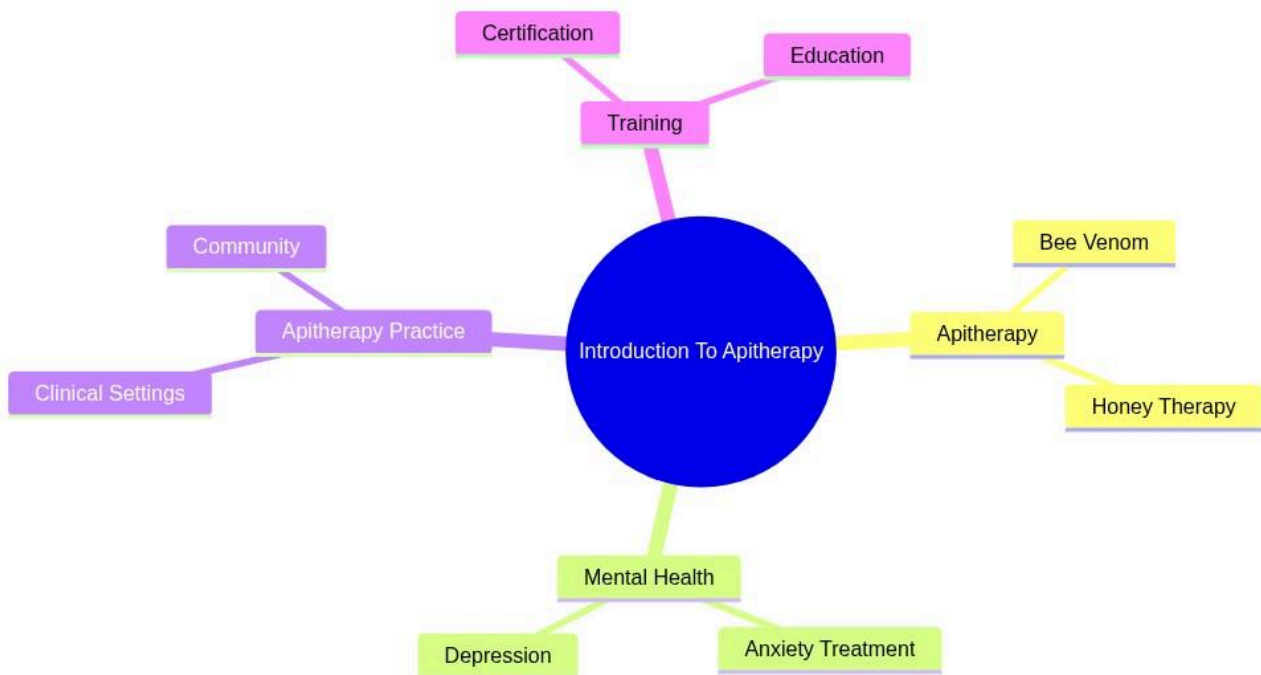 Certification
Education
Training
Community
Bee Venom
Apitherapy Practice
Introduction To Apitherapy
Apitherapy
Clinical Settings
Honey Therapy
Mental Health
Depression
Anxiety Treatment